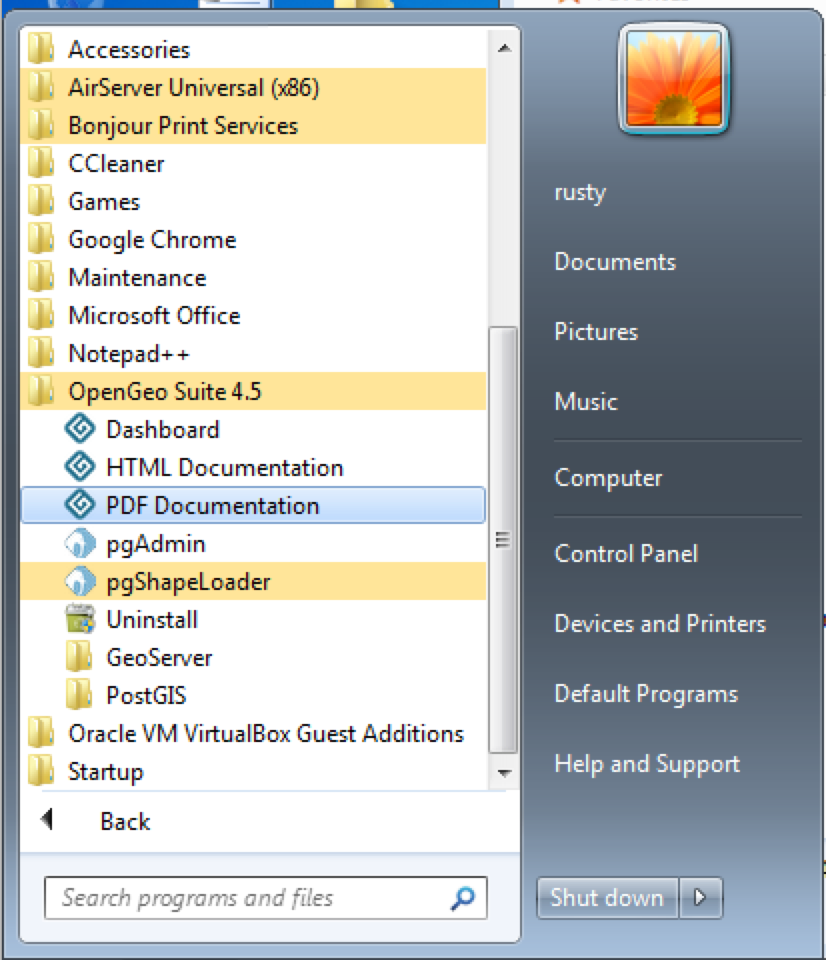 Accessories
AirServer Universal (x86)
Bonjour Print Services
CCleaner
Games
Google Chrome
Maintenance
Microsoft Office
Notepad++
OpenGeo Suite 4.5
Dashboard
HTML Documentation
PDF Documentation
pgAdmin
pgShapeLoader
Uninstall
GeoServer
PostGIS
Oracle VM VirtualBox Guest Additions
Startup
Back
Search programs and files
rusty
Documents
Pictures
Music
Computer
Control Panel
Devices and Printers
Default Programs
Help and Support
Shut down